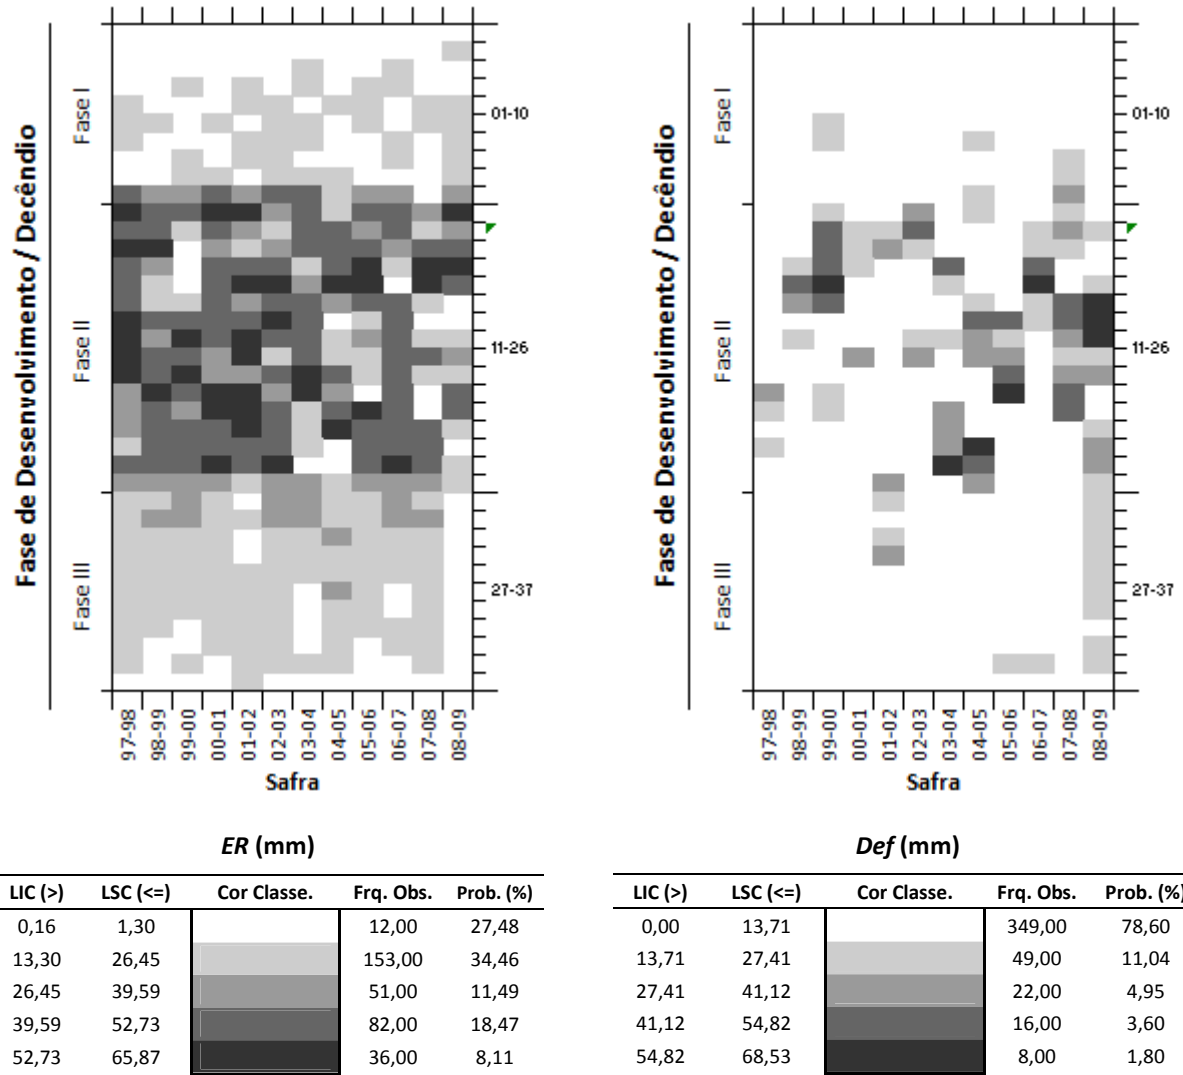 Fase de Desenvolvimento / Decêndio
Fase I
Fase II
Fase III
01-10
11-26
27-37
97-98
98-99
99-00
00-01
01-02
02-03
03-04
04-05
05-06
06-07
07-08
08-09
Safra
Fase de Desenvolvimento / Decêndio
Fase I
Fase II
Fase III
01-10
11-26
27-37
97-98
98-99
99-00
00-01
01-02
02-03
03-04
04-05
05-06
06-07
07-08
08-09
Safra
ER (mm)
LIC (>) LSC (<=) Cor Classe. Frq. Obs. Prob. (%)
0,16 1,30 12,00 27,48
13,30 26,45 153,00 34,46
26,45 39,59 51,00 11,49
39,59 52,73 82,00 18,47
52,73 65,87 36,00 8,11
Def (mm)
LIC (>) LSC (<=) Cor Classe. Frq. Obs. Prob. (%)
0,00 13,71 349,00 78,60
13,71 27,41 49,00 11,04
27,41 41,12 22,00 4,95
41,12 54,82 16,00 3,60
54,82 68,53 8,00 1,80